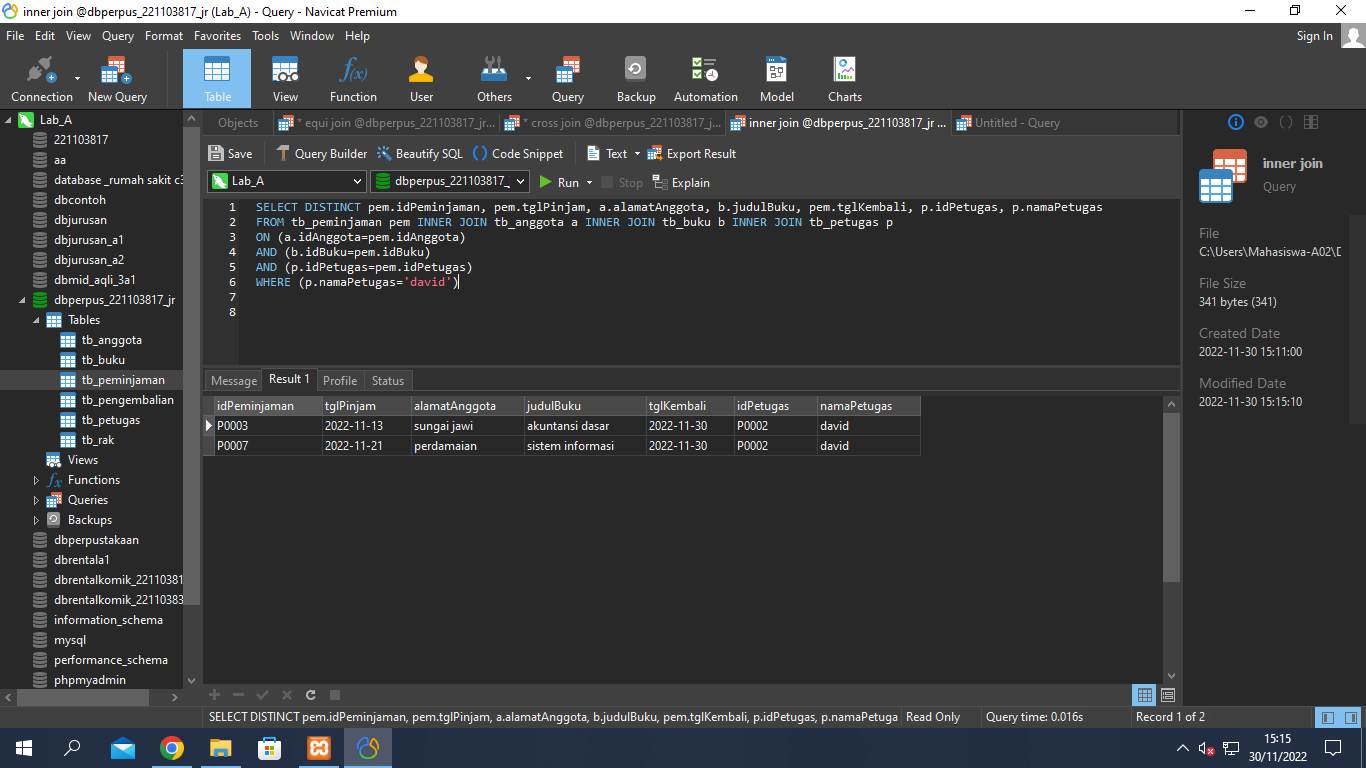 inner join @dbperpus_221103817_jr (Lab_A) - Query - Navicat Premium
File Edit View Query Format Favorites Tools Window Help
Sign In
Connection New Query Table View Function User Others Query Backup Automation Model Charts
Lab_A
221103817
aa
database _rumah sakit c3
dbcontoh
dbjurusan
dbjurusan_a1
dbjurusan_a2
dbmid_aqli_3a1
dbperpus_221103817_jr
Tables
tb_anggota
tb_buku
tb_peminjaman
tb_pengembalian
tb_petugas
tb_rak
Views
Functions
Queries
Backups
dbperpustakaan
dbrentala1
dbrentalkomik_22110381
dbrentalkomik_22110383
information_schema
mysql
performance_schema
phpmyadmin
Objects * equi join @dbperpus_221103817_jr... * cross join @dbperpus_221103817_j... inner join @dbperpus_221103817_jr ... Untitled - Query
Save Query Builder Beautify SQL () Code Snippet Text Export Result
Lab_A dbperpus_221103817_ Run Stop Explain
1 SELECT DISTINCT pem.idPeminjaman, pem.tglPinjam, a.alamatAnggota, b.judulBuku, pem.tglKembali, p.idPetugas, p.namaPetugas
2 FROM tb_peminjaman pem INNER JOIN tb_anggota a INNER JOIN tb_buku b INNER JOIN tb_petugas p
3 ON (a.idAnggota=pem.idAnggota)
4 AND (b.idBuku=pem.idBuku)
5 AND (p.idPetugas=pem.idPetugas)
6 WHERE (p.namaPetugas='david')
7
8
Message Result 1 Profile Status
idPeminjaman tglPinjam alamatAnggota judulBuku tglKembali idPetugas namaPetugas
P0003 2022-11-13 sungai jawi akuntansi dasar 2022-11-30 P0002 david
P0007 2022-11-21 perdamaian sistem informasi 2022-11-30 P0002 david
inner join
Query
File
C:\Users\Mahasiswa-A02\D
File Size
341 bytes (341)
Created Date
2022-11-30 15:11:00
Modified Date
2022-11-30 15:15:10
SELECT DISTINCT pem.idPeminjaman, pem.tglPinjam, a.alamatAnggota, b.judulBuku, pem.tglKembali, p.idPetugas, p.namaPetuga Read Only Query time: 0.016s Record 1 of 2
15:15
30/11/2022